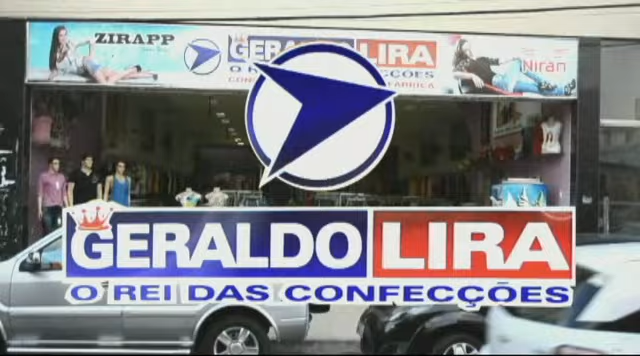 ZIRAPP
GERALDO LIRA
O REI DAS CONFECÇÕES
Niran
GERALDO LIRA
O REI DAS CONFECÇÕES